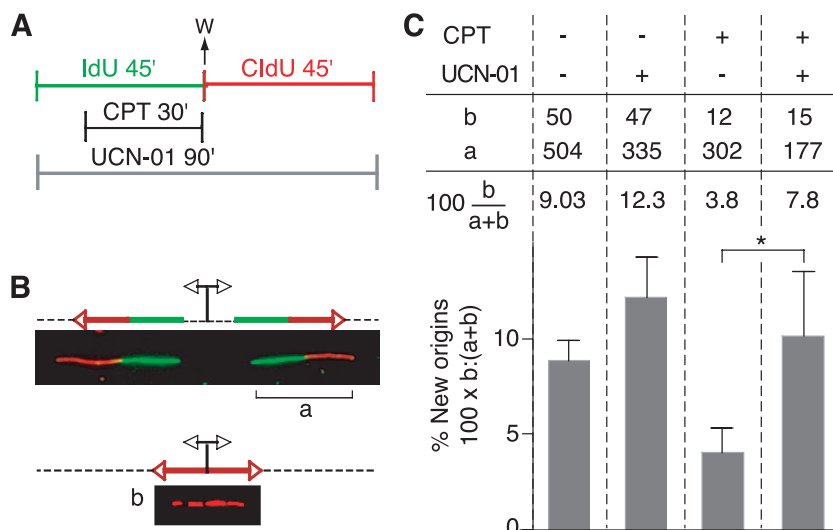 A
W
IdU 45' CldU 45'
CPT 30'
UCN-01 90'
B
a
b
C
CPT - - + +
UCN-01 - + - +
b 50 47 12 15
a 504 335 302 177
100 b/a+b 9.03 12.3 3.8 7.8
*
% New origins
100 x b:(a+b)
10
5
0